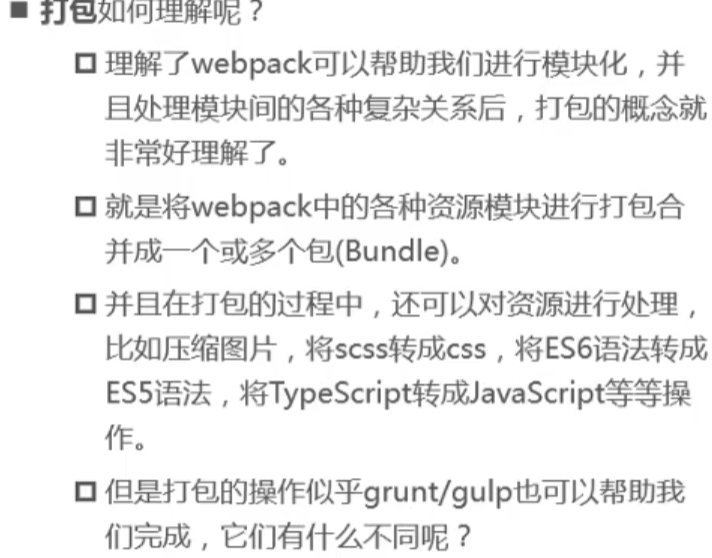 打包如何理解呢？
理解了webpack可以帮助我们进行模块化，并
且处理模块间的各种复杂关系后，打包的概念就
非常好理解了。
就是将webpack中的各种资源模块进行打包合
并成一个或多个包(Bundle)。
并且在打包的过程中，还可以对资源进行处理，
比如压缩图片，将scss转成css，将ES6语法转成
ES5语法，将TypeScript转成JavaScript等等操
作。
但是打包的操作似乎grunt/gulp也可以帮助我
们完成，它们有什么不同呢？